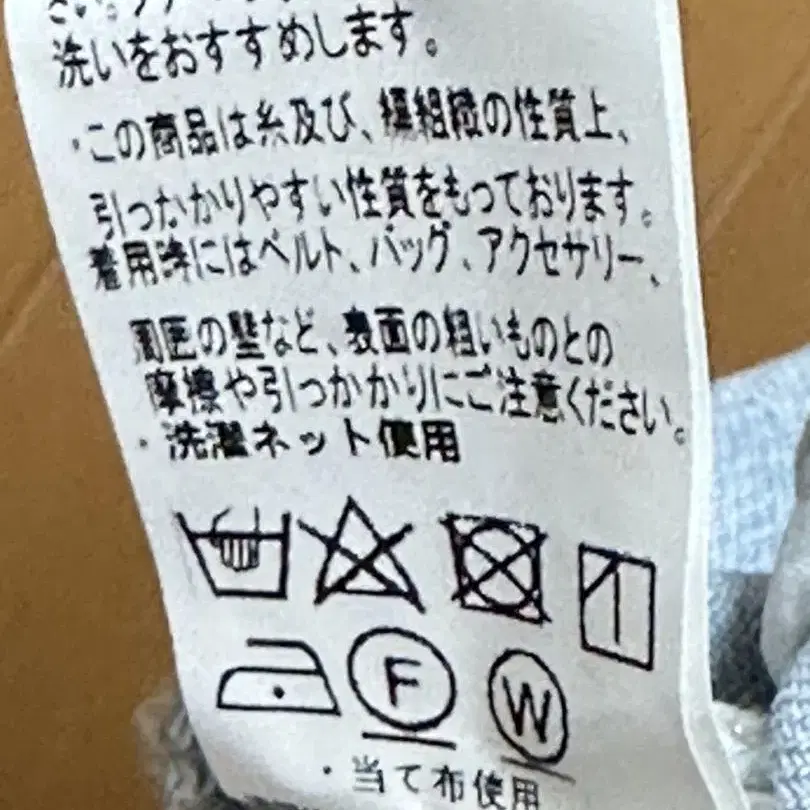 洗いをおすすめします。
・この商品は糸及び、編組織の性質上、
引っかかりやすい性質をもっております。
着用時にはベルト、バッグ、アクセサリー、
周囲の壁など、表面の粗いものとの
摩擦や引っかかりにご注意ください。
・洗濯ネット使用
F
W
・当て布使用